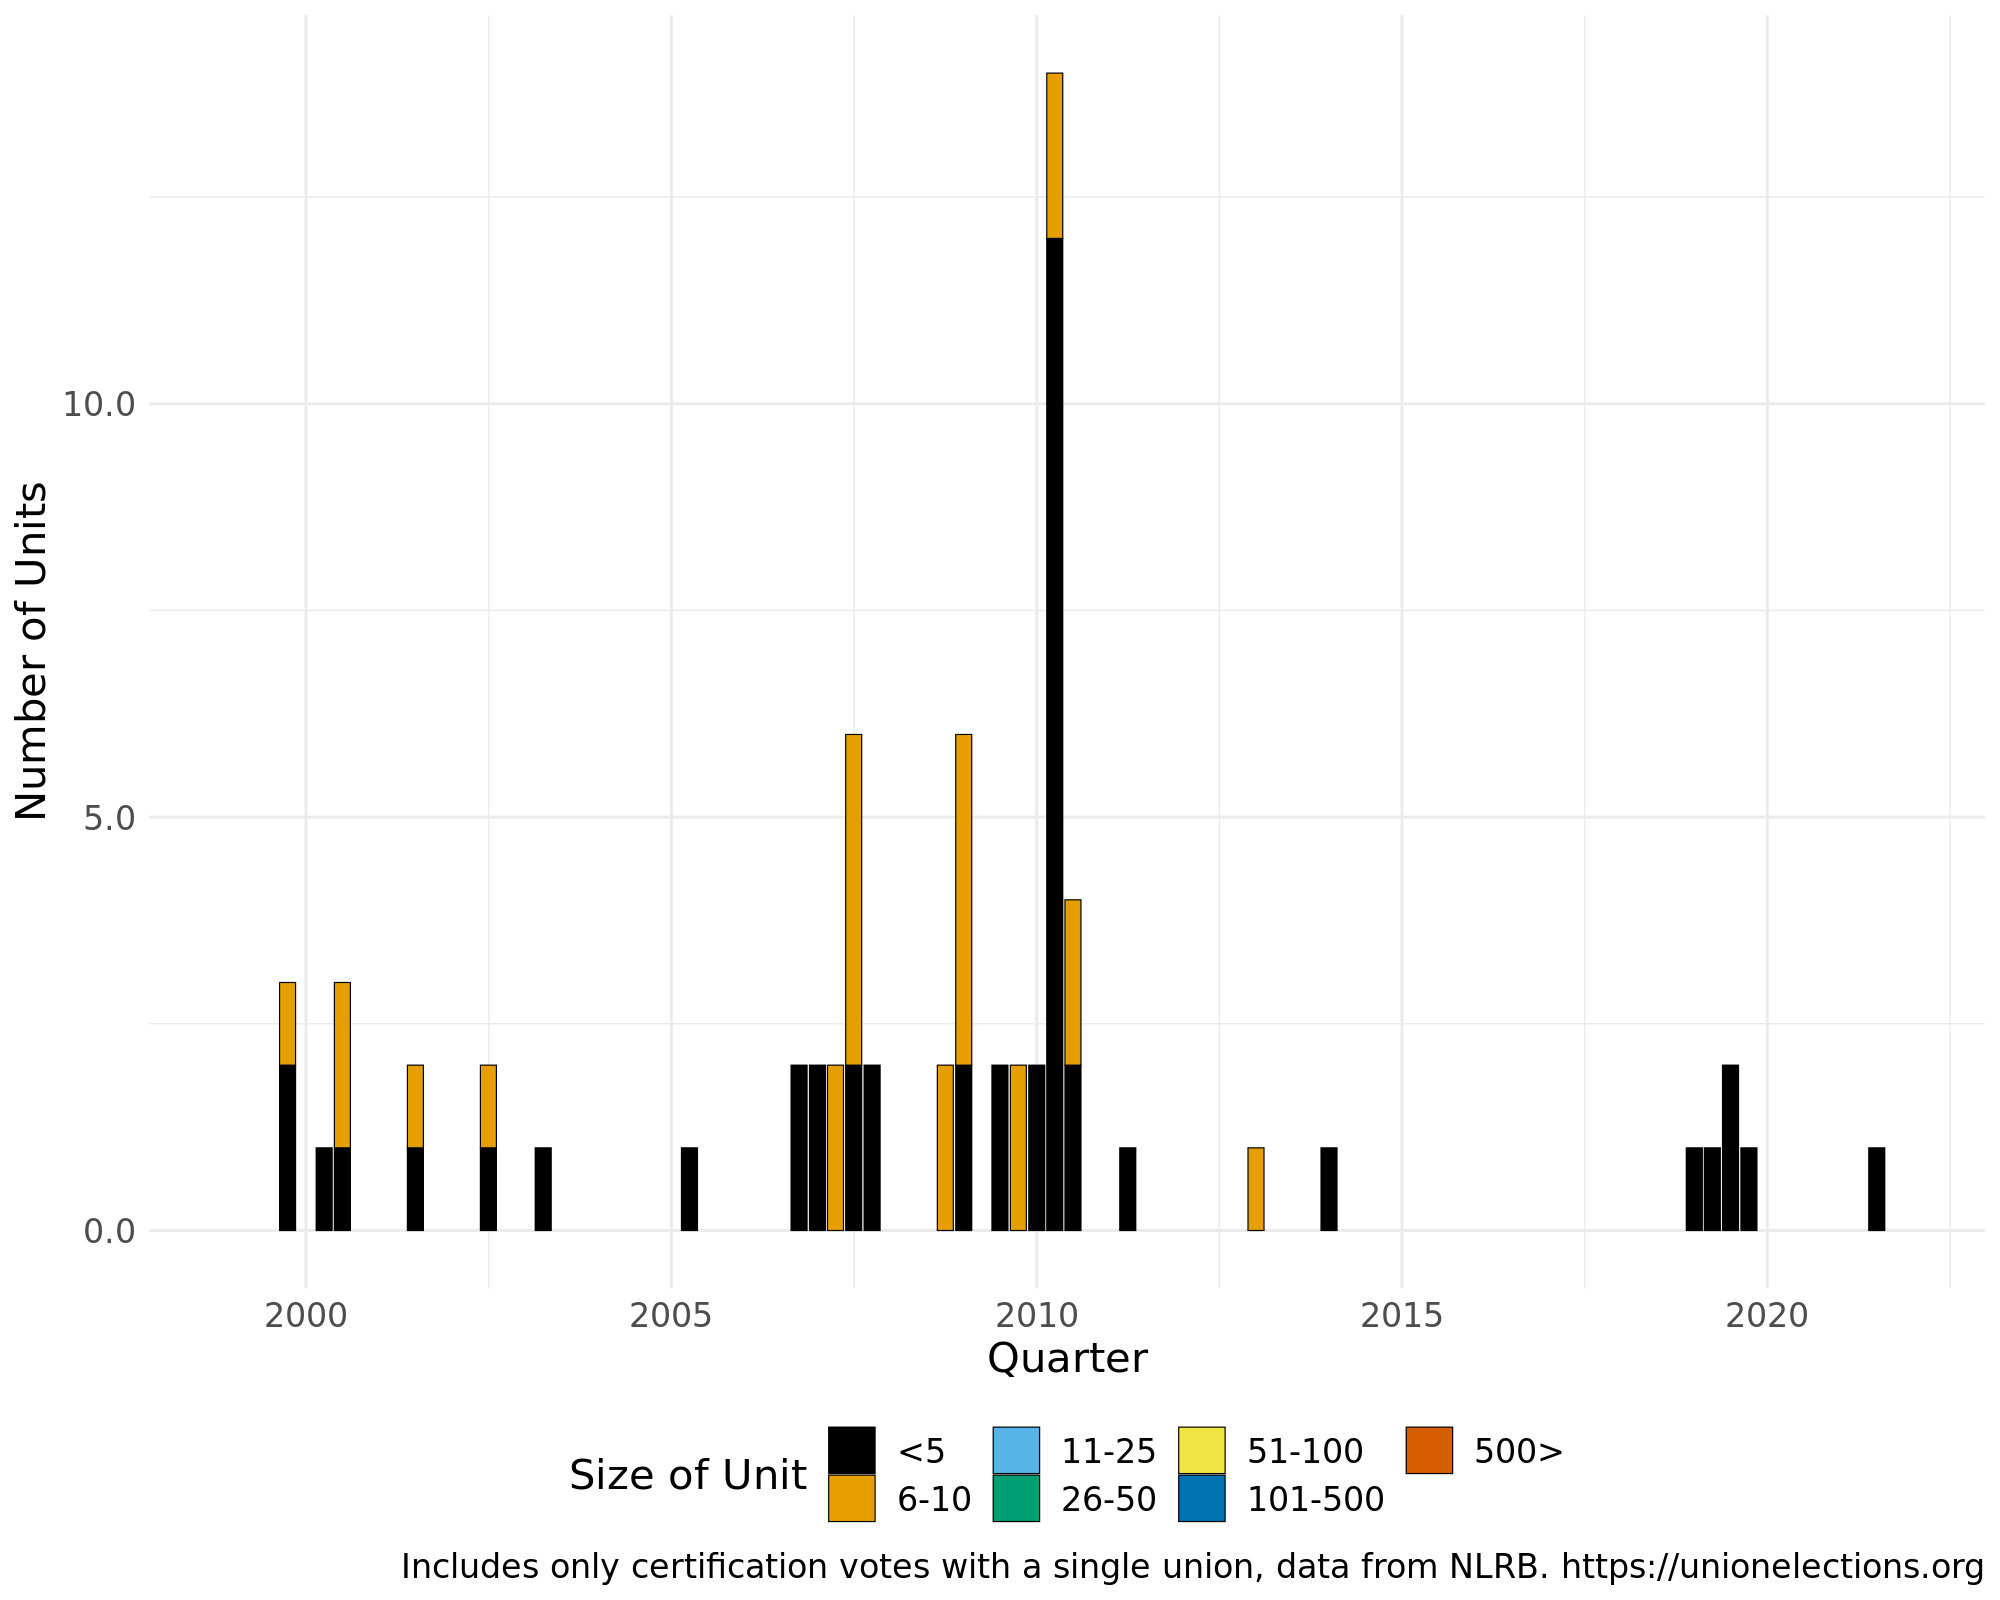 10.0
5.0
0.0
Number of Units
2000 2005 2010 2015 2020
Quarter
Size of Unit
<5 11-25 51-100 500>
6-10 26-50 101-500
Includes only certification votes with a single union, data from NLRB. https://unionelections.org